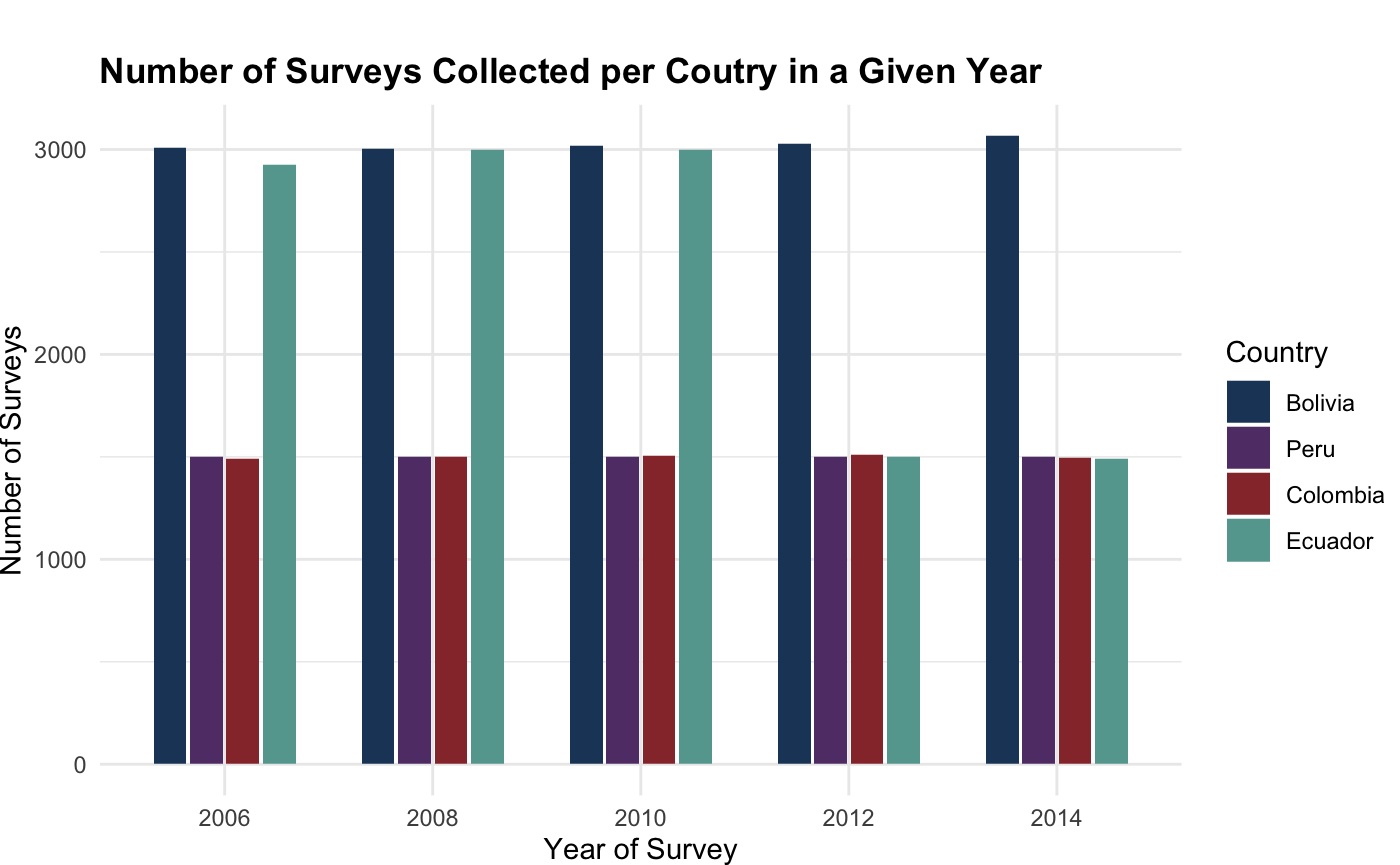 Number of Surveys Collected per Coutry in a Given Year
3000
2000
1000
0
Number of Surveys
2006
2008
2010
2012
2014
Year of Survey
Country
Bolivia
Peru
Colombia
Ecuador